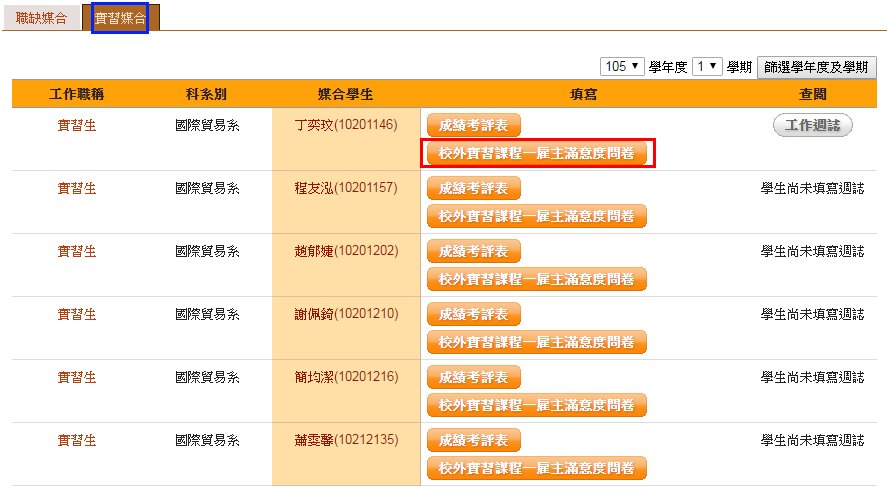 職缺媒合 實習媒合
105 學年度 1 學期 篩選學年度及學期
工作職稱 科系別 媒合學生 填寫 查閱
實習生 國際貿易系 丁奕玟(10201146) 成績考評表 工作週誌
校外實習課程—雇主滿意度問卷
實習生 國際貿易系 程友泓(10201157) 成績考評表 學生尚未填寫週誌
校外實習課程—雇主滿意度問卷
實習生 國際貿易系 趙郁婕(10201202) 成績考評表 學生尚未填寫週誌
校外實習課程—雇主滿意度問卷
實習生 國際貿易系 謝佩錡(10201210) 成績考評表 學生尚未填寫週誌
校外實習課程—雇主滿意度問卷
實習生 國際貿易系 簡均潔(10201216) 成績考評表 學生尚未填寫週誌
校外實習課程—雇主滿意度問卷
實習生 國際貿易系 蕭雯馨(10212135) 成績考評表 學生尚未填寫週誌
校外實習課程—雇主滿意度問卷